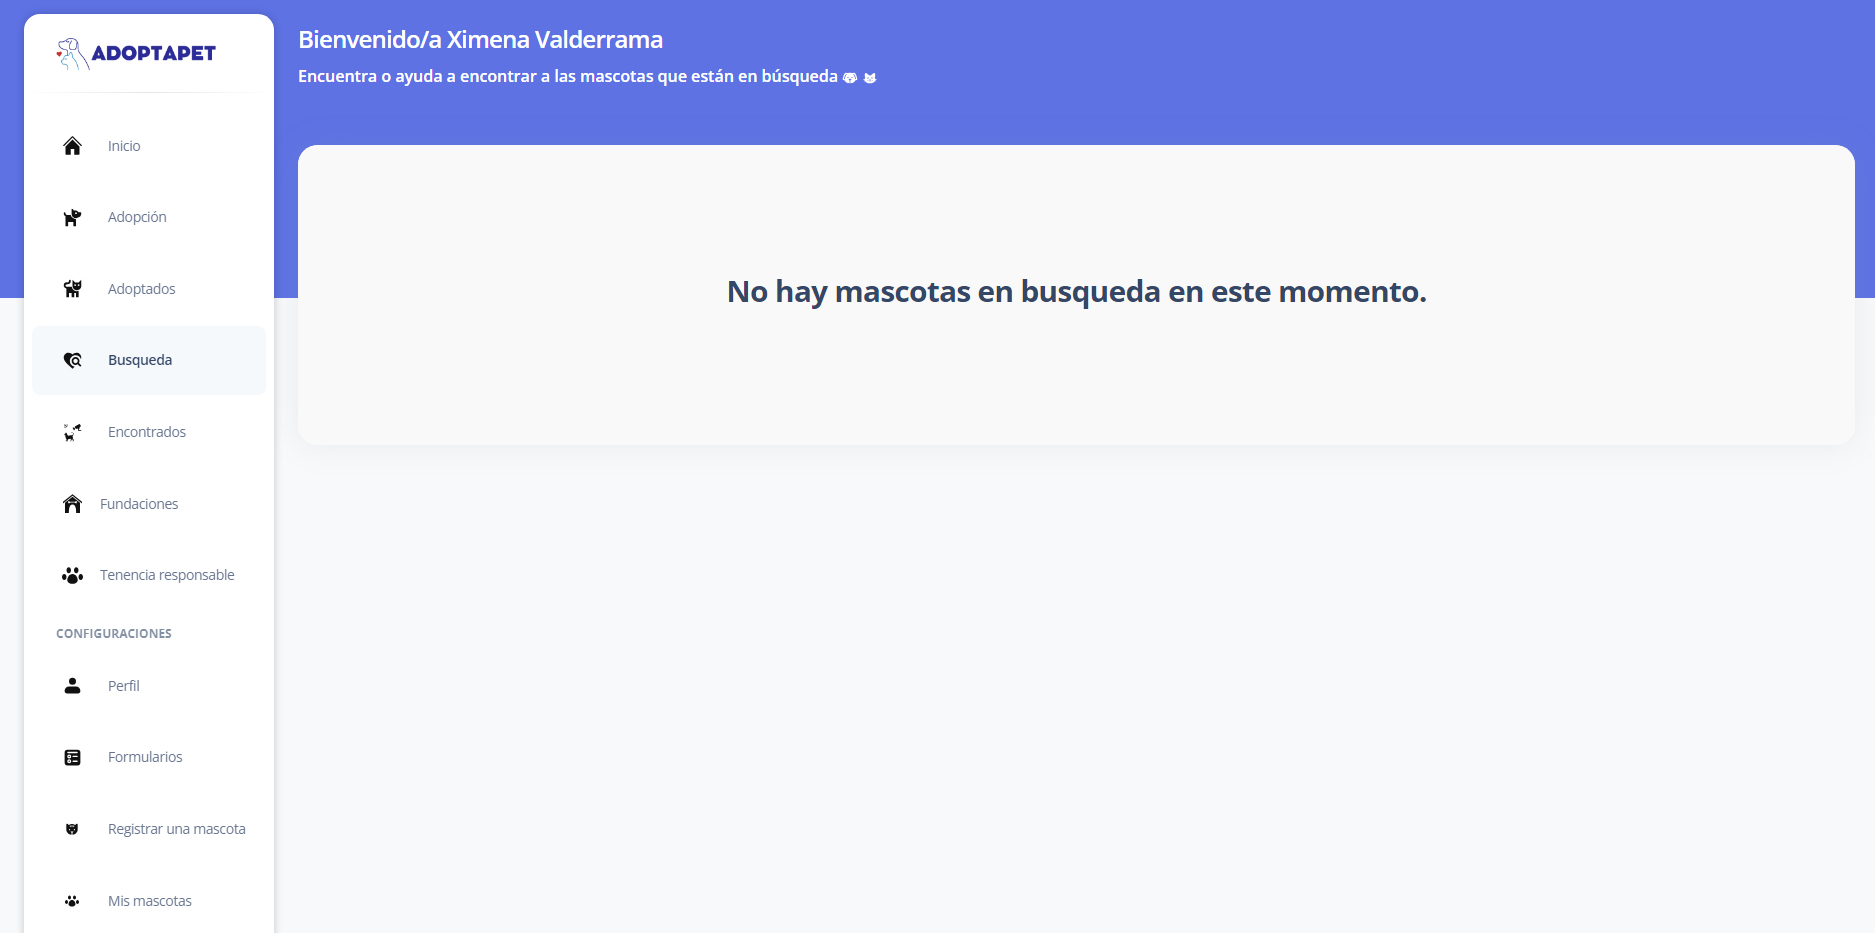 ADOPTAPET
Inicio
Adopción
Adoptados
Busqueda
Encontrados
Fundaciones
Tenencia responsable
CONFIGURACIONES
Perfil
Formularios
Registrar una mascota
Mis mascotas
Bienvenido/a Ximena Valderrama
Encuentra o ayuda a encontrar a las mascotas que están en búsqueda
No hay mascotas en busqueda en este momento.